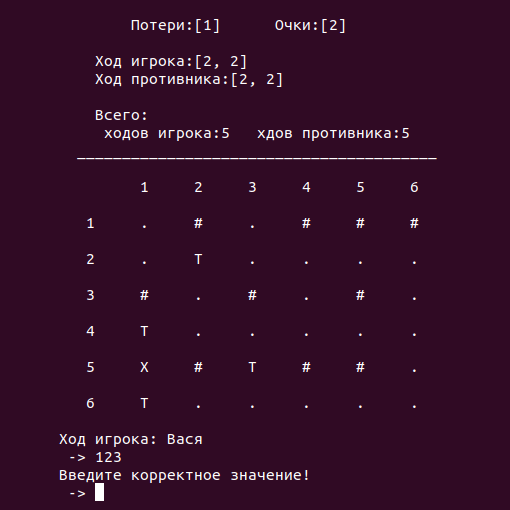 Потери:[1] Очки:[2]
Ход игрока:[2, 2]
Ход противника:[2, 2]
Всего:
ходов игрока:5 хдов противника:5
________________________________________
1 2 3 4 5 6
1 . # . # # #
2 . T . . . .
3 # . # . # .
4 T . . . . .
5 X # T # # .
6 T . . . . .
Ход игрока: Вася
-> 123
Введите корректное значение!
->